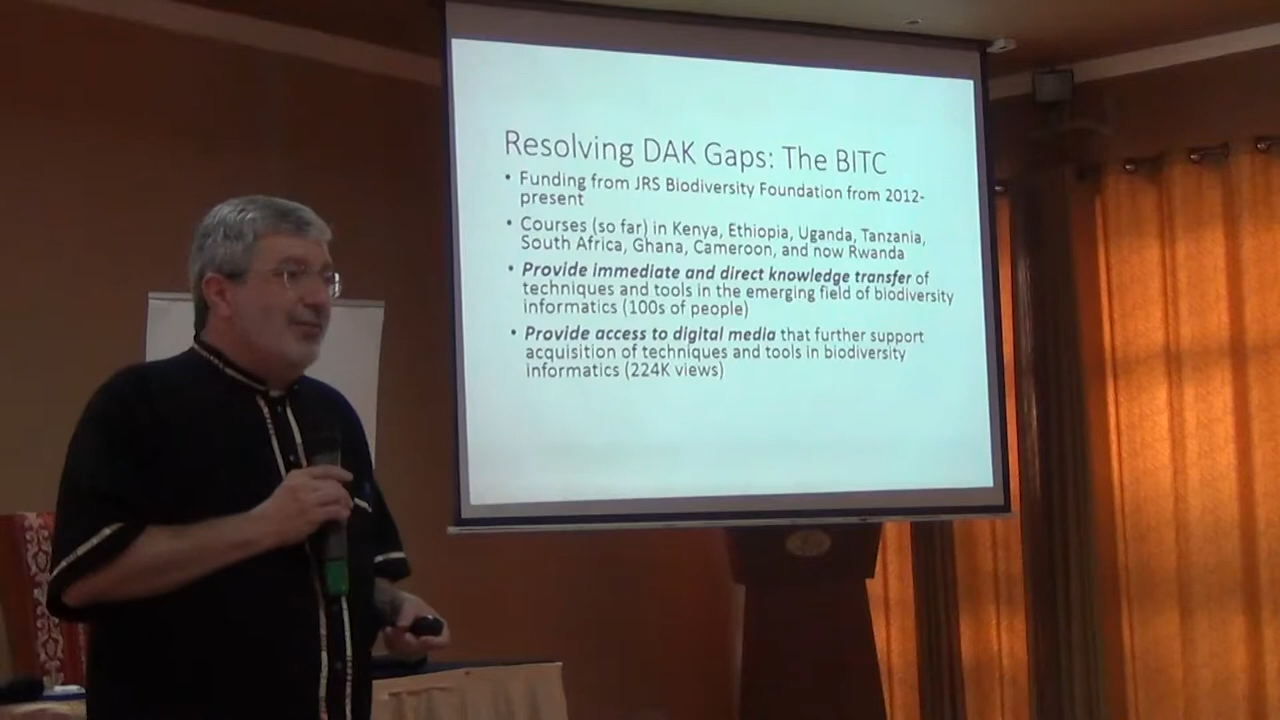 Resolving DAK Gaps: The BITC
• Funding from JRS Biodiversity Foundation from 2012-
present
• Courses (so far) in Kenya, Ethiopia, Uganda, Tanzania,
South Africa, Ghana, Cameroon, and now Rwanda
• Provide immediate and direct knowledge transfer of
techniques and tools in the emerging field of biodiversity
informatics (100s of people)
• Provide access to digital media that further support
acquisition of techniques and tools in biodiversity
informatics (224K views)